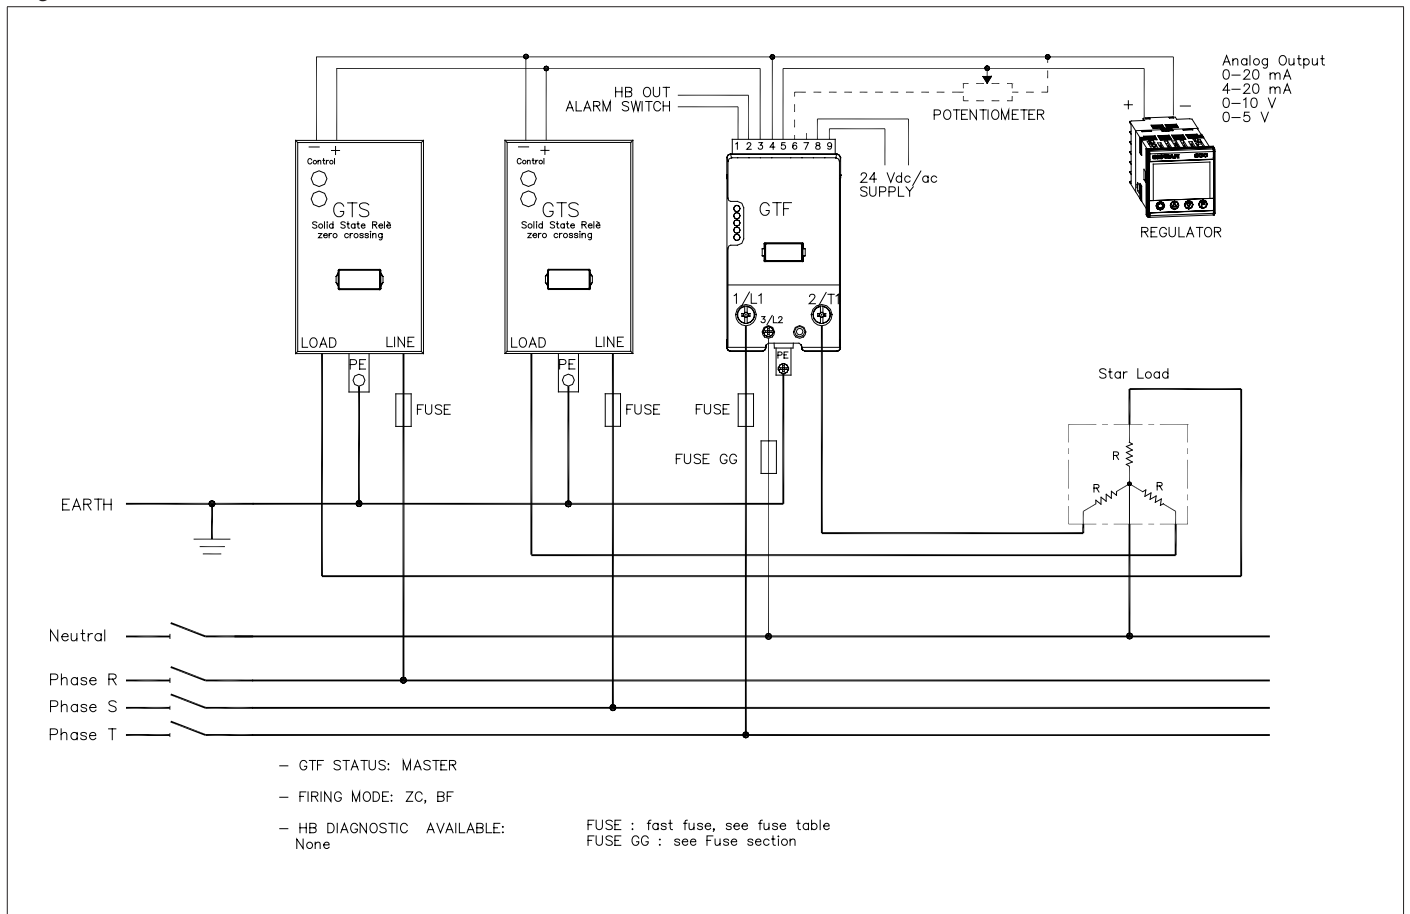 Analog Output
0-20 mA
4-20 mA
0-10 V
0-5 V
HB OUT
ALARM SWITCH
POTENTIOMETER
+ −
1 2 3 4 5 6 7 8 9
24 Vdc/ac
SUPPLY
REGULATOR
− +
Control
GTS
Solid State Relè
zero crossing
LOAD LINE
PE
FUSE
− +
Control
GTS
Solid State Relè
zero crossing
LOAD LINE
PE
FUSE
GTF
1/L1 2/T1
3/L2
PE
FUSE
FUSE GG
Star Load
R
R R
EARTH
Neutral
Phase R
Phase S
Phase T
− GTF STATUS: MASTER
− FIRING MODE: ZC, BF
− HB DIAGNOSTIC AVAILABLE:
None
FUSE : fast fuse, see fuse table
FUSE GG : see Fuse section